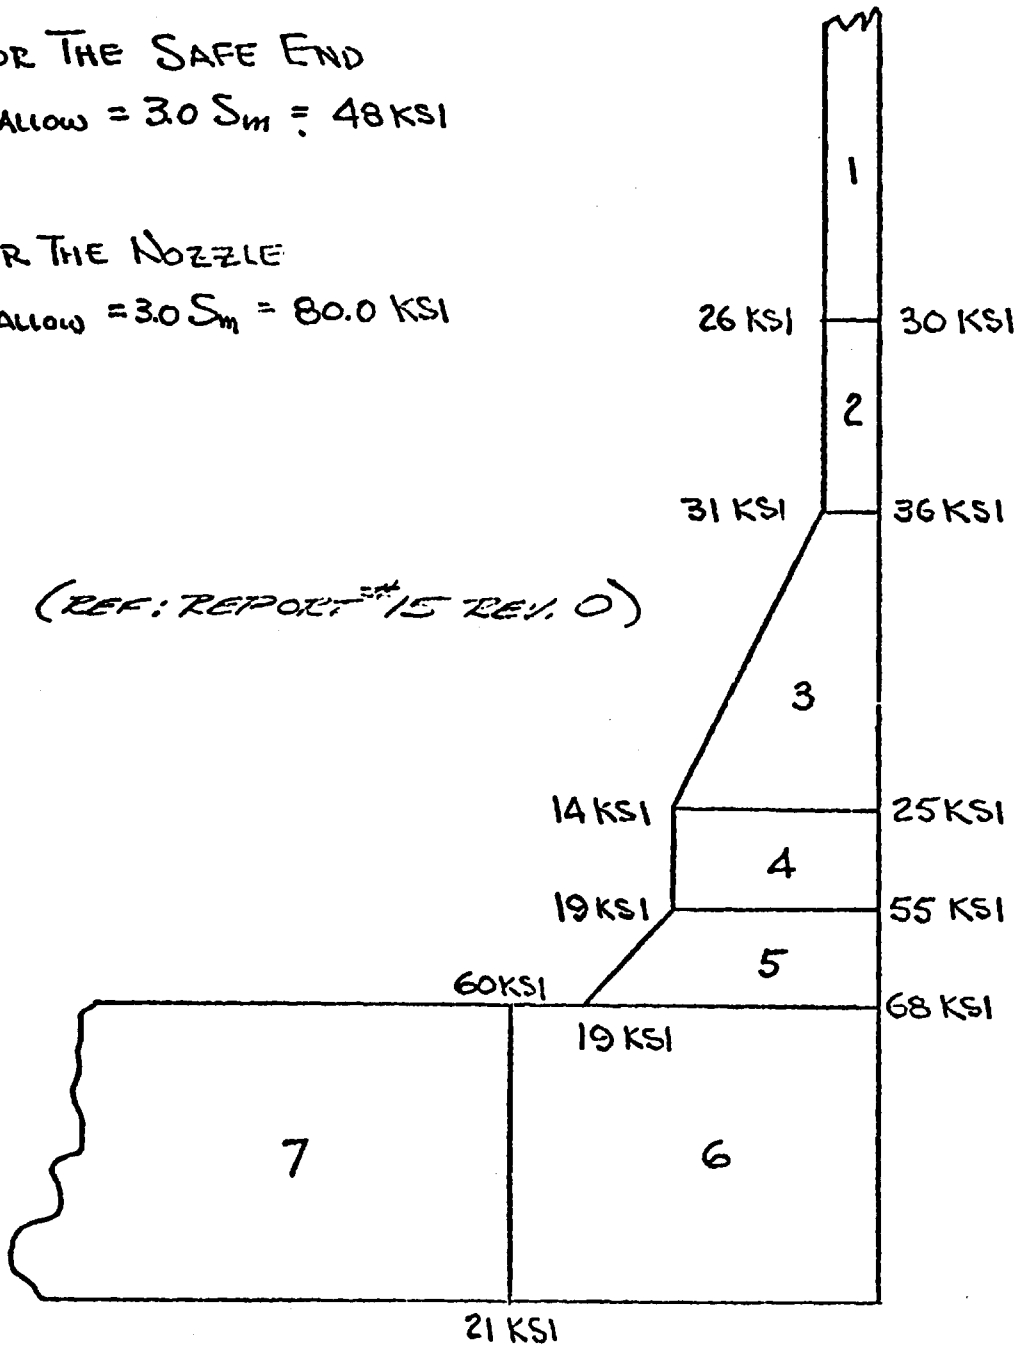 OR THE SAFE END
ALLOW = 3.0 Sm = 48 KSI
R THE NOZZLE
ALLOW = 3.0 Sm = 80.0 KSI
1
26 KSI 30 KSI
2
31 KSI 36 KSI
(REF: REPORT #15 REV. 0)
3
14 KSI 25 KSI
4
19 KSI 55 KSI
5
60 KSI 68 KSI
19 KSI
7 6
21 KSI